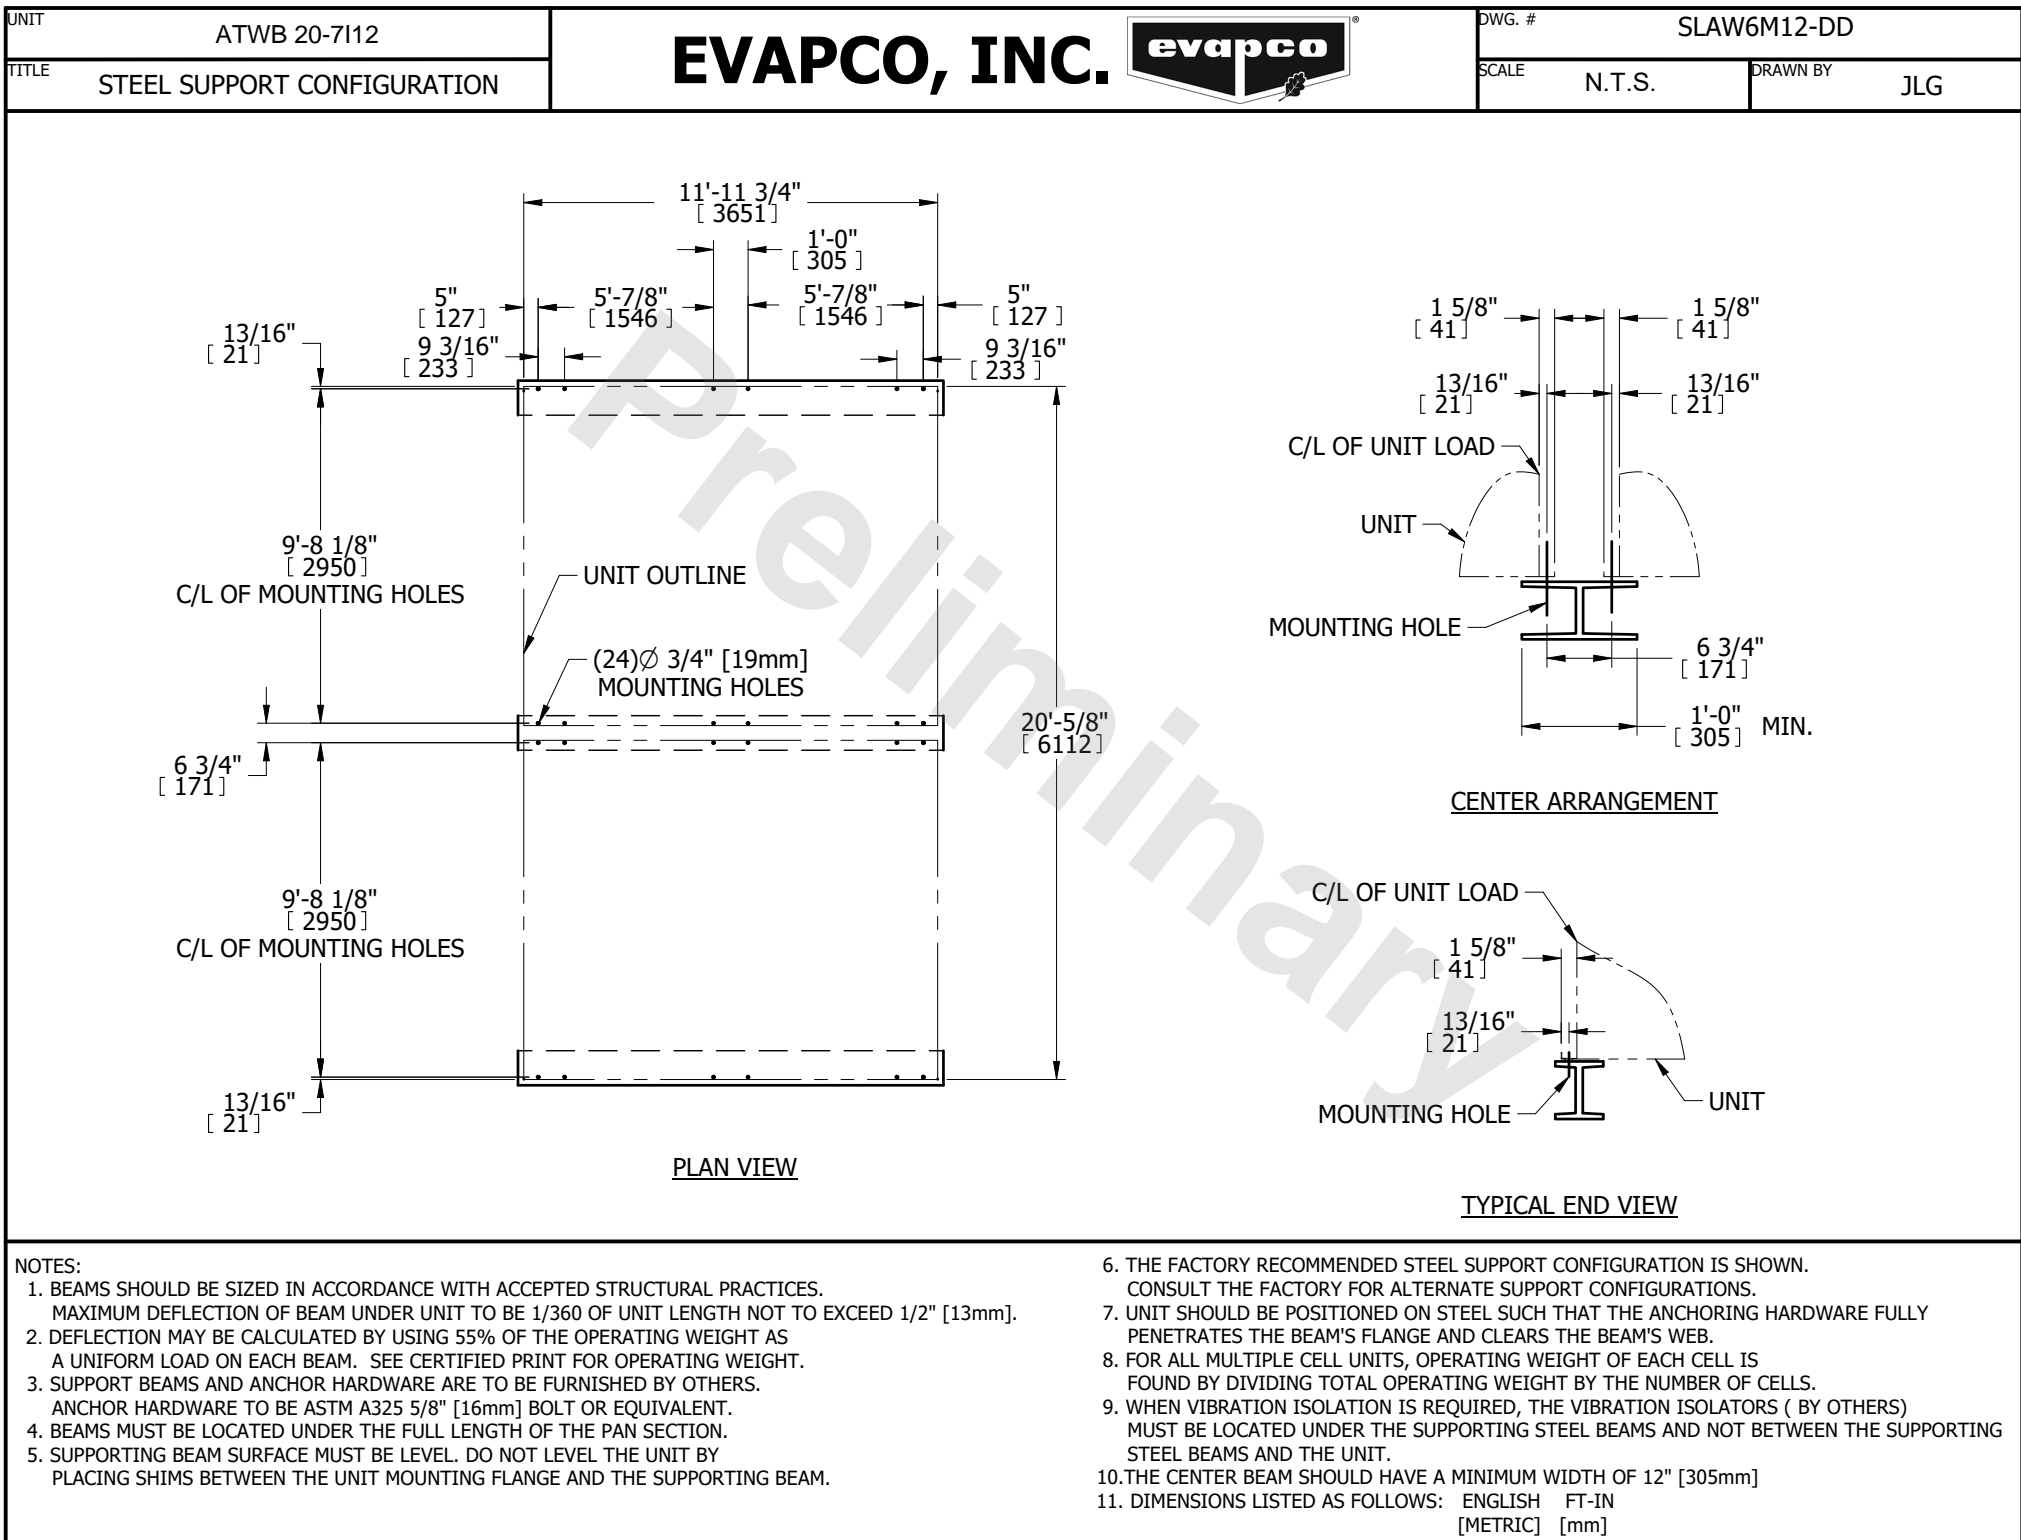 UNIT
ATWB 20-7I12
TITLE
STEEL SUPPORT CONFIGURATION
EVAPCO, INC.
evapco
®
DWG. #
SLAW6M12-DD
SCALE
N.T.S.
DRAWN BY
JLG
11'-11 3/4"
[ 3651 ]
1'-0"
[ 305 ]
5"
[ 127 ]
5'-7/8"
[ 1546 ]
5'-7/8"
[ 1546 ]
5"
[ 127 ]
13/16"
[ 21 ]
9 3/16"
[ 233 ]
9 3/16"
[ 233 ]
9'-8 1/8"
[ 2950 ]
C/L OF MOUNTING HOLES
UNIT OUTLINE
(24)∅ 3/4" [19mm]
MOUNTING HOLES
6 3/4"
[ 171 ]
20'-5/8"
[ 6112 ]
9'-8 1/8"
[ 2950 ]
C/L OF MOUNTING HOLES
13/16"
[ 21 ]
PLAN VIEW
Preliminary
1 5/8"
[ 41 ]
1 5/8"
[ 41 ]
13/16"
[ 21 ]
13/16"
[ 21 ]
C/L OF UNIT LOAD
UNIT
MOUNTING HOLE
6 3/4"
[ 171 ]
1'-0"
[ 305 ] MIN.
CENTER ARRANGEMENT
C/L OF UNIT LOAD
1 5/8"
[ 41 ]
13/16"
[ 21 ]
MOUNTING HOLE
UNIT
TYPICAL END VIEW
NOTES:
1. BEAMS SHOULD BE SIZED IN ACCORDANCE WITH ACCEPTED STRUCTURAL PRACTICES.
MAXIMUM DEFLECTION OF BEAM UNDER UNIT TO BE 1/360 OF UNIT LENGTH NOT TO EXCEED 1/2" [13mm].
2. DEFLECTION MAY BE CALCULATED BY USING 55% OF THE OPERATING WEIGHT AS
A UNIFORM LOAD ON EACH BEAM. SEE CERTIFIED PRINT FOR OPERATING WEIGHT.
3. SUPPORT BEAMS AND ANCHOR HARDWARE ARE TO BE FURNISHED BY OTHERS.
ANCHOR HARDWARE TO BE ASTM A325 5/8" [16mm] BOLT OR EQUIVALENT.
4. BEAMS MUST BE LOCATED UNDER THE FULL LENGTH OF THE PAN SECTION.
5. SUPPORTING BEAM SURFACE MUST BE LEVEL. DO NOT LEVEL THE UNIT BY
PLACING SHIMS BETWEEN THE UNIT MOUNTING FLANGE AND THE SUPPORTING BEAM.
6. THE FACTORY RECOMMENDED STEEL SUPPORT CONFIGURATION IS SHOWN.
CONSULT THE FACTORY FOR ALTERNATE SUPPORT CONFIGURATIONS.
7. UNIT SHOULD BE POSITIONED ON STEEL SUCH THAT THE ANCHORING HARDWARE FULLY
PENETRATES THE BEAM'S FLANGE AND CLEARS THE BEAM'S WEB.
8. FOR ALL MULTIPLE CELL UNITS, OPERATING WEIGHT OF EACH CELL IS
FOUND BY DIVIDING TOTAL OPERATING WEIGHT BY THE NUMBER OF CELLS.
9. WHEN VIBRATION ISOLATION IS REQUIRED, THE VIBRATION ISOLATORS ( BY OTHERS)
MUST BE LOCATED UNDER THE SUPPORTING STEEL BEAMS AND NOT BETWEEN THE SUPPORTING
STEEL BEAMS AND THE UNIT.
10.THE CENTER BEAM SHOULD HAVE A MINIMUM WIDTH OF 12" [305mm]
11. DIMENSIONS LISTED AS FOLLOWS: ENGLISH FT-IN
[METRIC] [mm]